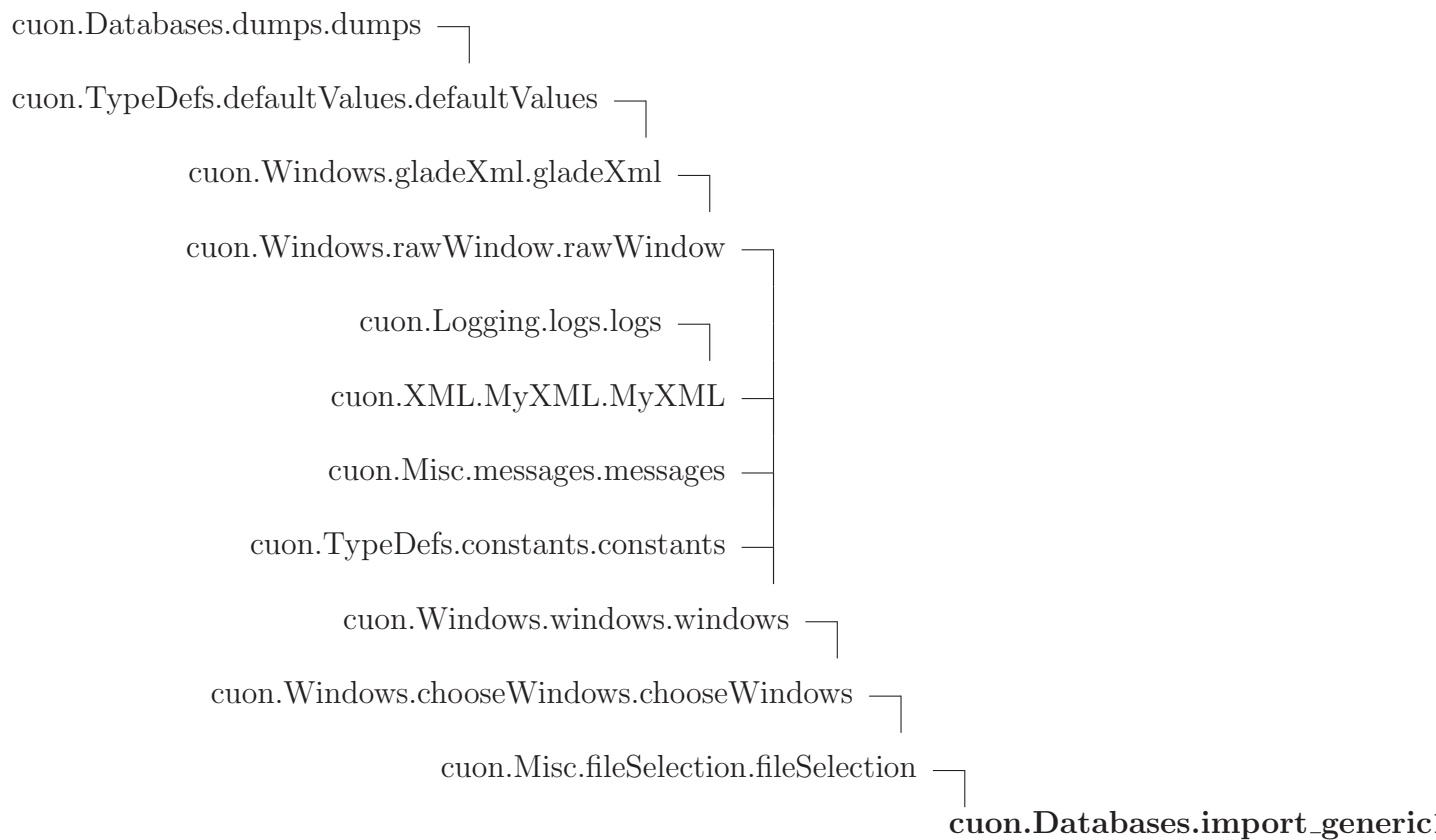 cuon.Databases.dumps.dumps
cuon.TypeDefs.defaultValues.defaultValues
cuon.Windows.gladeXml.gladeXml
cuon.Windows.rawWindow.rawWindow
cuon.Logging.logs.logs
cuon.XML.MyXML.MyXML
cuon.Misc.messages.messages
cuon.TypeDefs.constants.constants
cuon.Windows.windows.windows
cuon.Windows.chooseWindows.chooseWindows
cuon.Misc.fileSelection.fileSelection
cuon.Databases.import_generic1